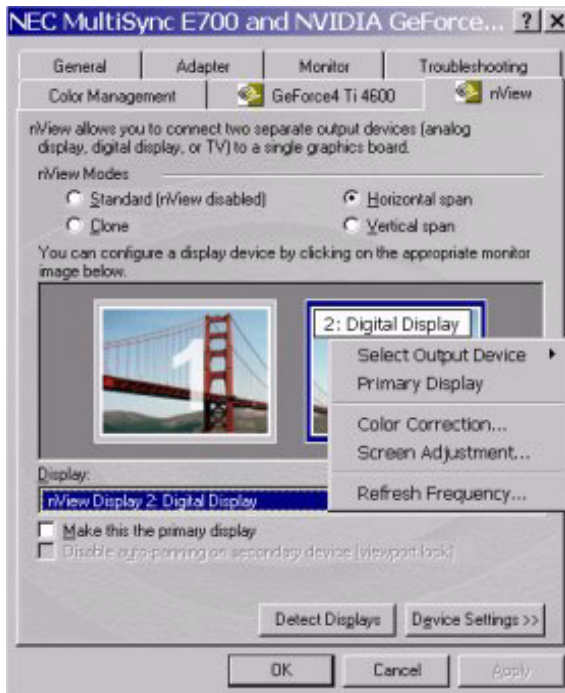 NEC MultiSync E700 and NVIDIA GeForce...
General Adapter Monitor Troubleshooting
Color Management GeForce4 Ti 4600 nView
nView allows you to connect two separate output devices (analog
display, digital display, or TV) to a single graphics board.
nView Modes
Standard (nView disabled) Horizontal span
Clone Vertical span
You can configure a display device by clicking on the appropriate monitor
image below.
1
2: Digital Display
Select Output Device
Primary Display
Color Correction...
Screen Adjustment...
Refresh Frequency...
Display:
nView Display 2: Digital Display
Make this the primary display
Disable auto-panning on secondary device (viewport lock)
Detect Displays Device Settings >>
OK Cancel Apply